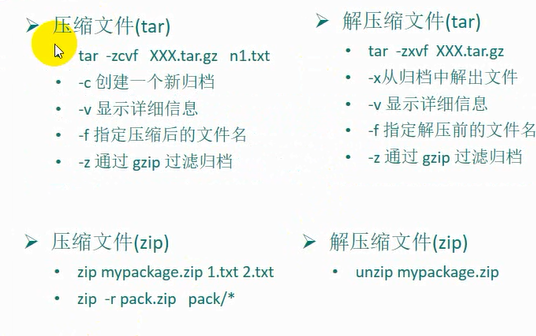 压缩文件(tar)
tar -zcvf XXX.tar.gz n1.txt
-c 创建一个新归档
-v 显示详细信息
-f 指定压缩后的文件名
-z 通过 gzip 过滤归档
解压缩文件(tar)
tar -zxvf XXX.tar.gz
-x从归档中解出文件
-v 显示详细信息
-f 指定解压前的文件名
-z 通过 gzip 过滤归档
压缩文件(zip)
zip mypackage.zip 1.txt 2.txt
zip -r pack.zip pack/*
解压缩文件(zip)
unzip mypackage.zip